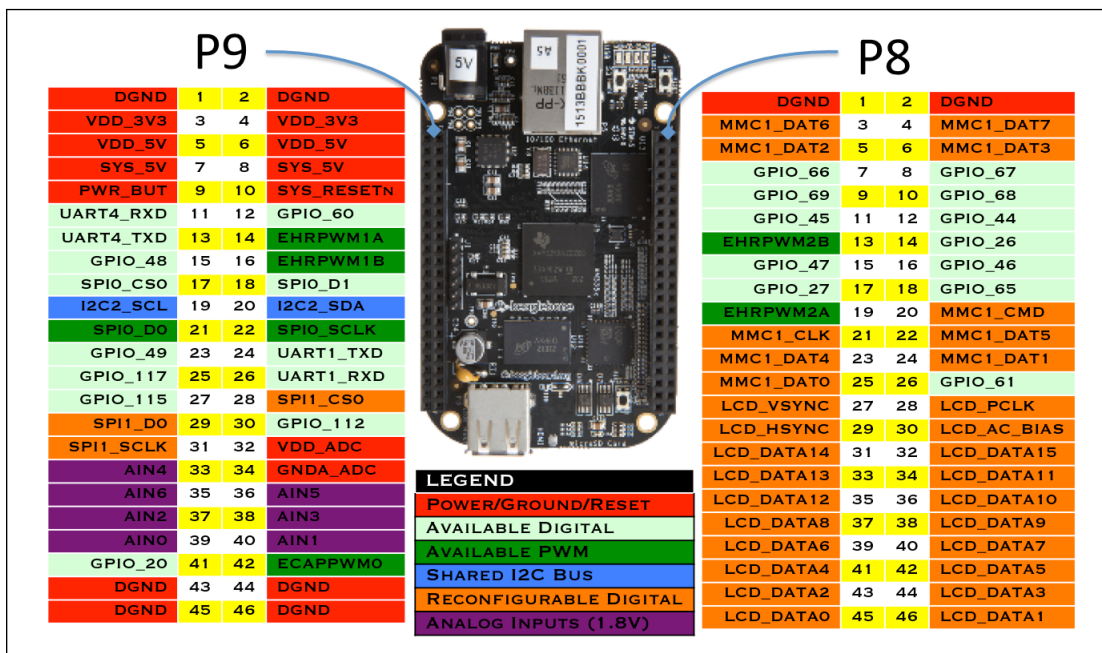 P9
P8
5V
A5
1513BBBK0001
10/100 Ethernet
beaglebone
microSD Card
DGND 1 2 DGND
VDD_3V3 3 4 VDD_3V3
VDD_5V 5 6 VDD_5V
SYS_5V 7 8 SYS_5V
PWR_BUT 9 10 SYS_RESETN
UART4_RXD 11 12 GPIO_60
UART4_TXD 13 14 EHRPWM1A
GPIO_48 15 16 EHRPWM1B
SPI0_CS0 17 18 SPI0_D1
I2C2_SCL 19 20 I2C2_SDA
SPI0_D0 21 22 SPI0_SCLK
GPIO_49 23 24 UART1_TXD
GPIO_117 25 26 UART1_RXD
GPIO_115 27 28 SPI1_CS0
SPI1_D0 29 30 GPIO_112
SPI1_SCLK 31 32 VDD_ADC
AIN4 33 34 GNDA_ADC
AIN6 35 36 AIN5
AIN2 37 38 AIN3
AIN0 39 40 AIN1
GPIO_20 41 42 ECAPPWM0
DGND 43 44 DGND
DGND 45 46 DGND
LEGEND
POWER/GROUND/RESET
AVAILABLE DIGITAL
AVAILABLE PWM
SHARED I2C BUS
RECONFIGURABLE DIGITAL
ANALOG INPUTS (1.8V)
DGND 1 2 DGND
MMC1_DAT6 3 4 MMC1_DAT7
MMC1_DAT2 5 6 MMC1_DAT3
GPIO_66 7 8 GPIO_67
GPIO_69 9 10 GPIO_68
GPIO_45 11 12 GPIO_44
EHRPWM2B 13 14 GPIO_26
GPIO_47 15 16 GPIO_46
GPIO_27 17 18 GPIO_65
EHRPWM2A 19 20 MMC1_CMD
MMC1_CLK 21 22 MMC1_DAT5
MMC1_DAT4 23 24 MMC1_DAT1
MMC1_DAT0 25 26 GPIO_61
LCD_VSYNC 27 28 LCD_PCLK
LCD_HSYNC 29 30 LCD_AC_BIAS
LCD_DATA14 31 32 LCD_DATA15
LCD_DATA13 33 34 LCD_DATA11
LCD_DATA12 35 36 LCD_DATA10
LCD_DATA8 37 38 LCD_DATA9
LCD_DATA6 39 40 LCD_DATA7
LCD_DATA4 41 42 LCD_DATA5
LCD_DATA2 43 44 LCD_DATA3
LCD_DATA0 45 46 LCD_DATA1